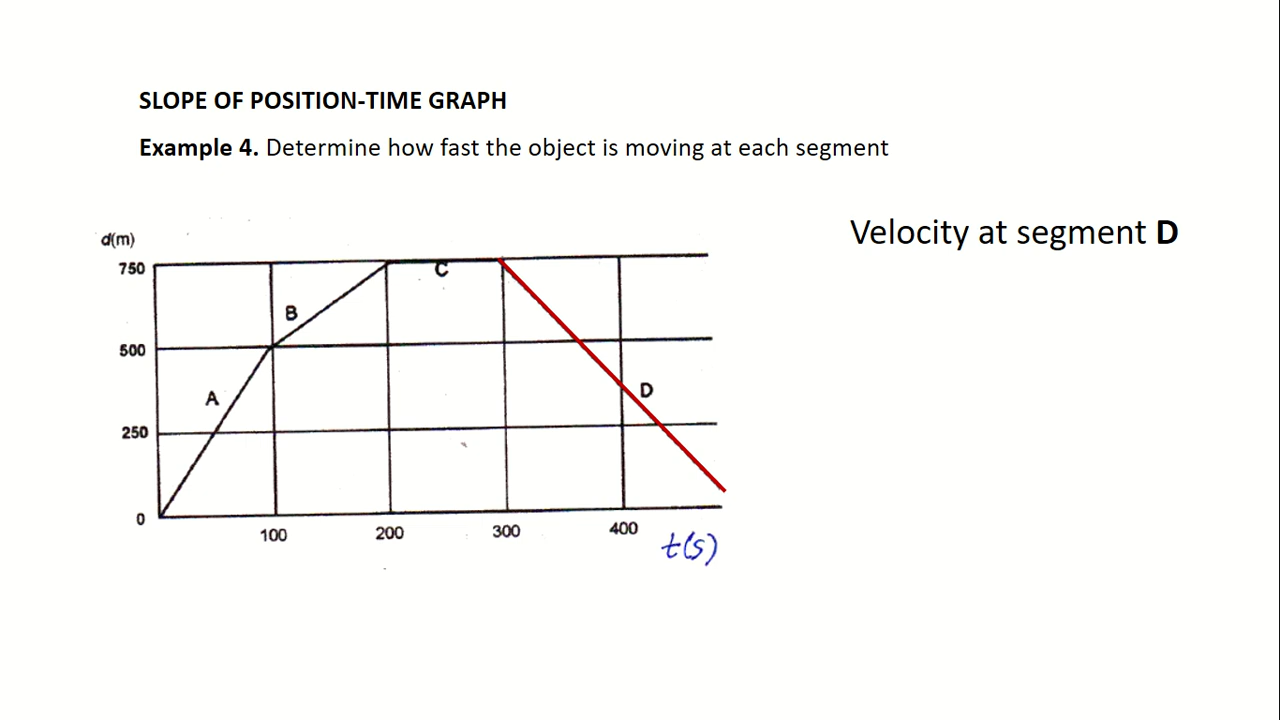 SLOPE OF POSITION-TIME GRAPH
Example 4. Determine how fast the object is moving at each segment
Velocity at segment D
d(m)
750
C
B
500
A
D
250
0
100
200
300
400
t(s)